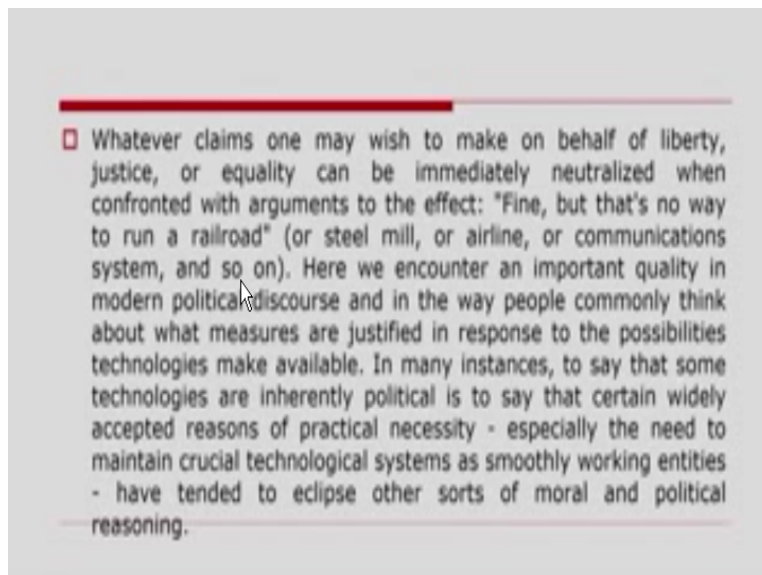 Whatever claims one may wish to make on behalf of liberty,
justice, or equality can be immediately neutralized when
confronted with arguments to the effect: "Fine, but that's no way
to run a railroad" (or steel mill, or airline, or communications
system, and so on). Here we encounter an important quality in
modern political discourse and in the way people commonly think
about what measures are justified in response to the possibilities
technologies make available. In many instances, to say that some
technologies are inherently political is to say that certain widely
accepted reasons of practical necessity - especially the need to
maintain crucial technological systems as smoothly working entities
- have tended to eclipse other sorts of moral and political
reasoning.